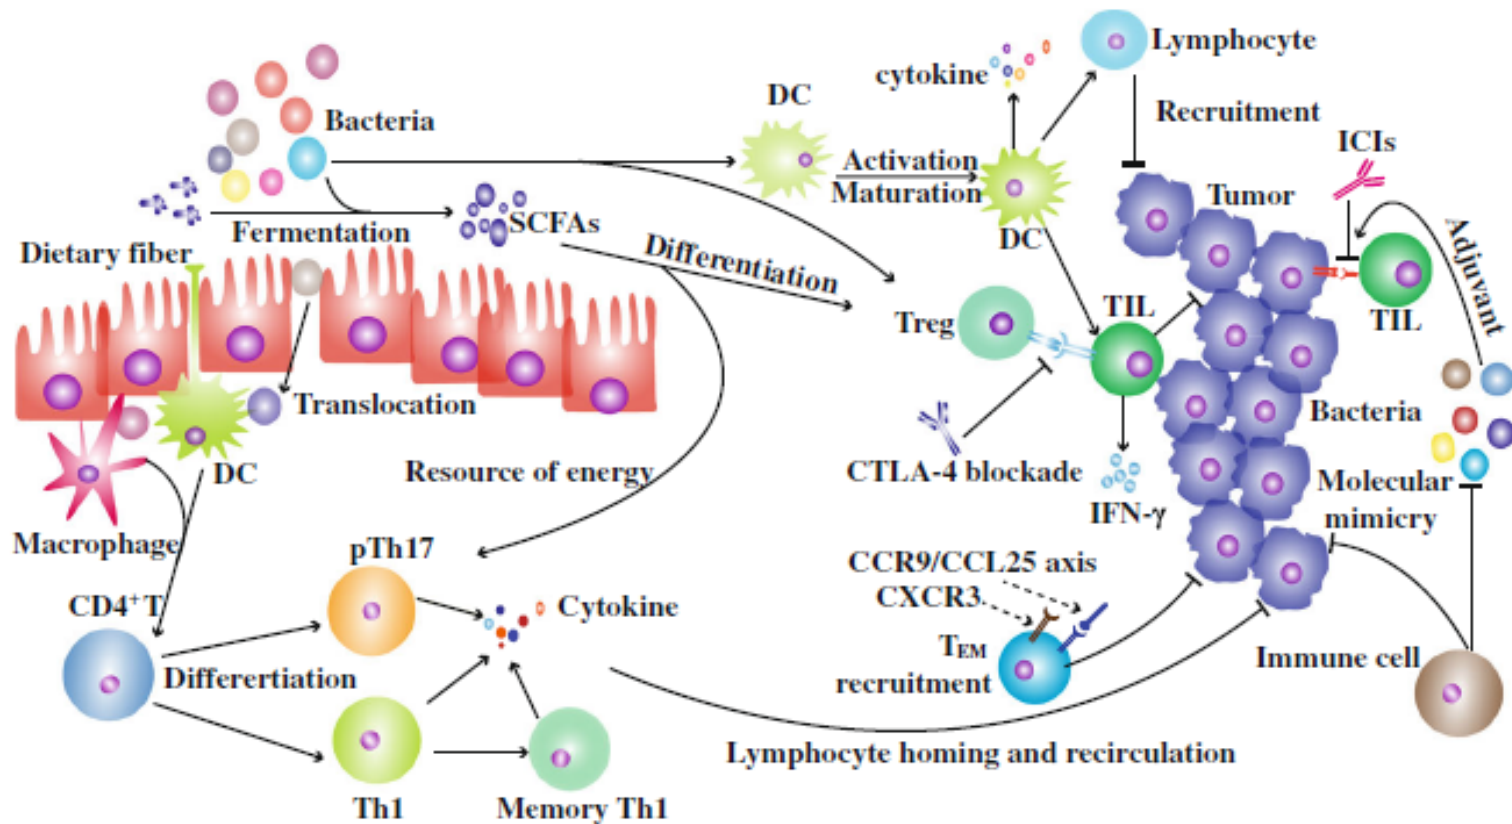 Lymphocyte
cytokine
DC
Recruitment
Bacteria
ICIs
Activation
Maturation
Tumor
SCFAs
Fermentation
DC
Dietary fiber
Differentiation
Adjuvant
Treg
TIL
TIL
Translocation
Bacteria
DC
Resource of energy
CTLA-4 blockade
Molecular
mimicry
IFN-γ
Macrophage
pTh17
CCR9/CCL25 axis
CXCR3
CD4⁺T
Cytokine
TEM
recruitment
Immune cell
Differertiation
Lymphocyte homing and recirculation
Th1
Memory Th1